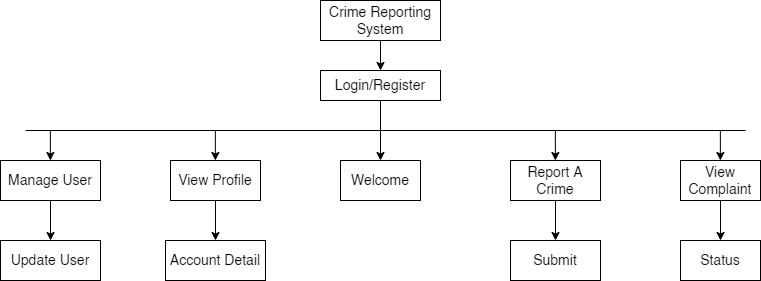 Crime Reporting
System
Login/Register
Manage User
View Profile
Welcome
Report A
Crime
View
Complaint
Update User
Account Detail
Submit
Status